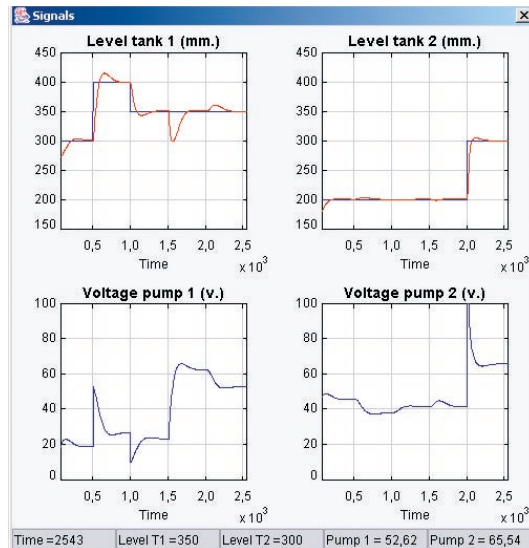 Signals
Level tank 1 (mm.)
450
400
350
300
250
200
150
0,5 1,0 1,5 2,0 2,5
Time
x 10³
Level tank 2 (mm.)
450
400
350
300
250
200
150
0,5 1,0 1,5 2,0 2,5
Time
x 10³
Voltage pump 1 (v.)
100
80
60
40
20
0
0,5 1,0 1,5 2,0 2,5
Time
x 10³
Voltage pump 2 (v.)
100
80
60
40
20
0
0,5 1,0 1,5 2,0 2,5
Time
x 10³
Time =2543 Level T1 =350 Level T2 =300 Pump 1 = 52,62 Pump 2 = 65,54